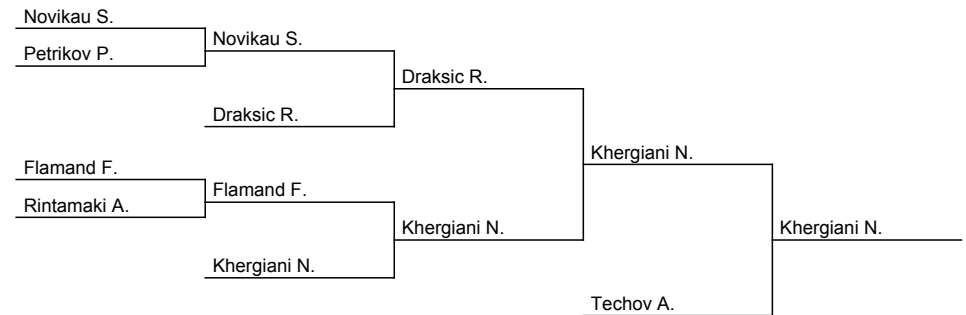 Novikau S.
Petrikov P.
Novikau S.
Draksic R.
Draksic R.
Flamand F.
Rintamaki A.
Flamand F.
Khergiani N.
Khergiani N.
Khergiani N.
Techov A.
Khergiani N.